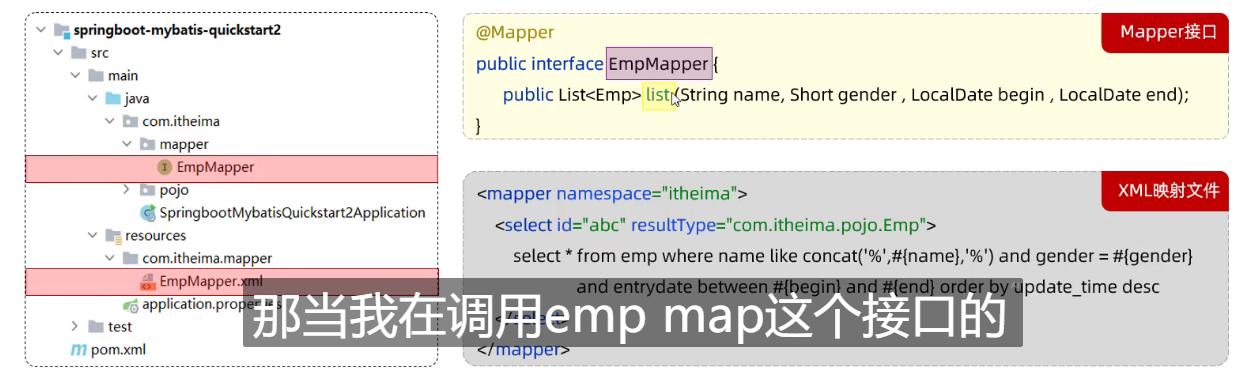 springboot-mybatis-quickstart2
src
main
java
com.itheima
mapper
EmpMapper
pojo
SpringbootMybatisQuickstart2Application
resources
com.itheima.mapper
EmpMapper.xml
application.prope
test
pom.xml
Mapper接口
@Mapper
public interface EmpMapper {
public List<Emp> list (String name, Short gender , LocalDate begin , LocalDate end);
}
XML映射文件
<mapper namespace="itheima">
<select id="abc" resultType="com.itheima.pojo.Emp">
select * from emp where name like concat('%',#{name},'%') and gender = #{gender}
and entrydate between #{begin} and #{end} order by update_time desc
</mapper>
那当我在调用emp map这个接口的